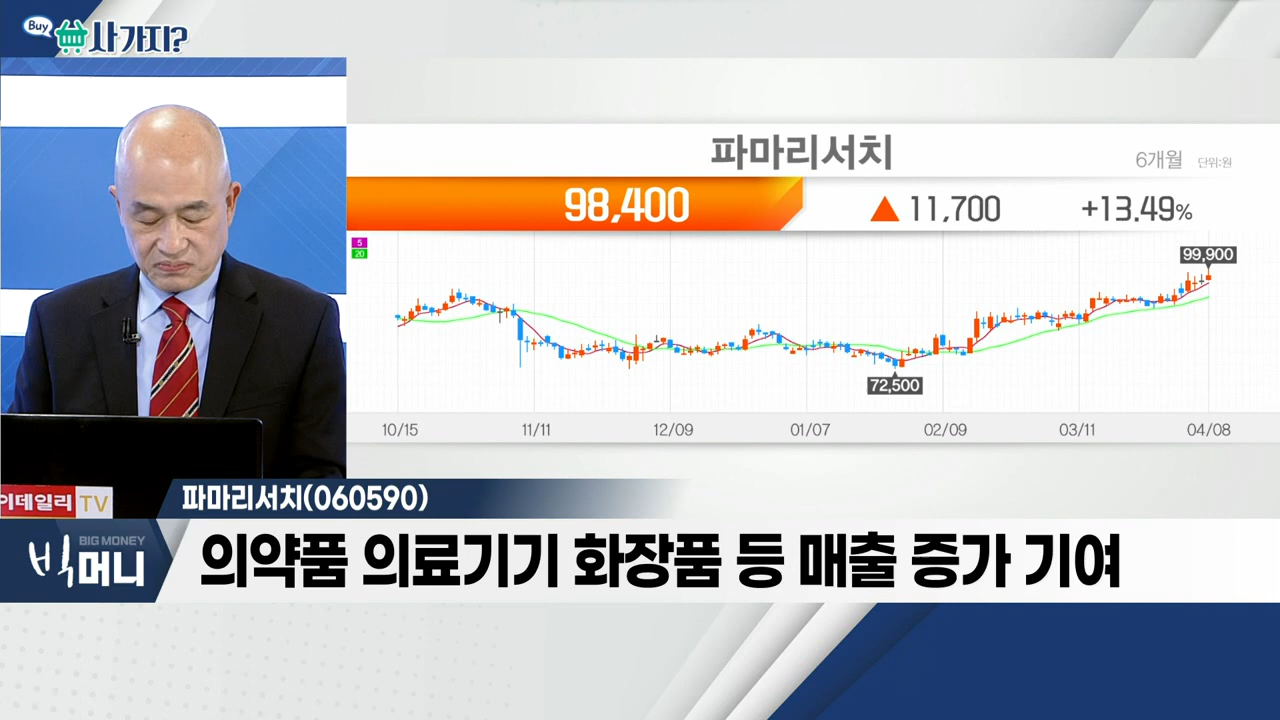 Buy
사가지?
파마리서치
6개월 단위:원
98,400 ▲ 11,700 +13.49%
5
20
99,900
72,500
10/15 11/11 12/09 01/07 02/09 03/11 04/08
이데일리 TV
파마리서치(060590)
BIG MONEY
빅머니
의약품 의료기기 화장품 등 매출 증가 기여